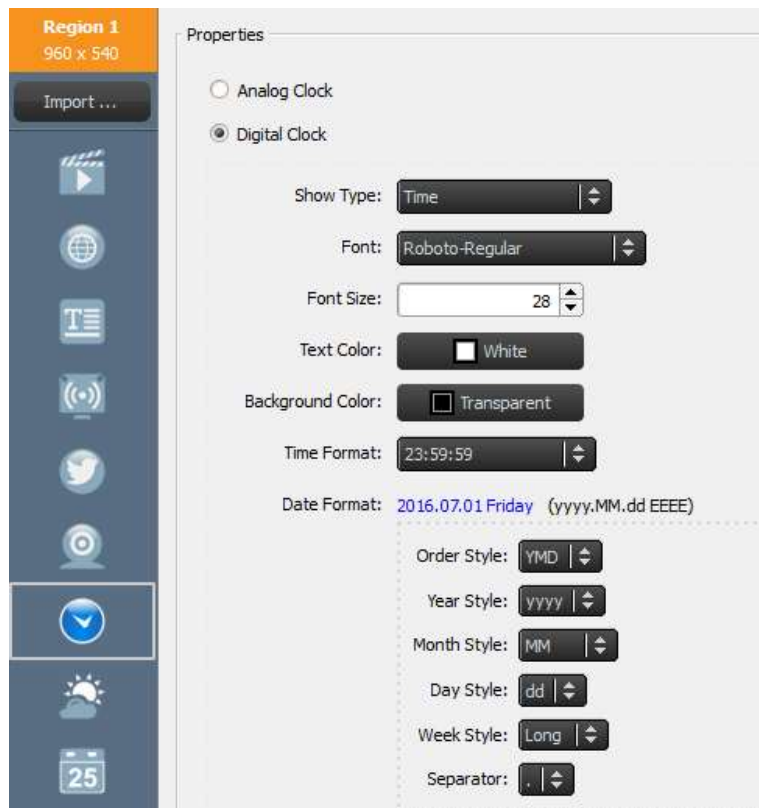 Region 1
960 x 540
Import ...
25
Properties
Analog Clock
Digital Clock
Show Type: Time
Font: Roboto-Regular
Font Size: 28
Text Color: White
Background Color: Transparent
Time Format: 23:59:59
Date Format: 2016.07.01 Friday (yyyy.MM.dd EEEE)
Order Style: YMD
Year Style: yyyy
Month Style: MM
Day Style: dd
Week Style: Long
Separator: .